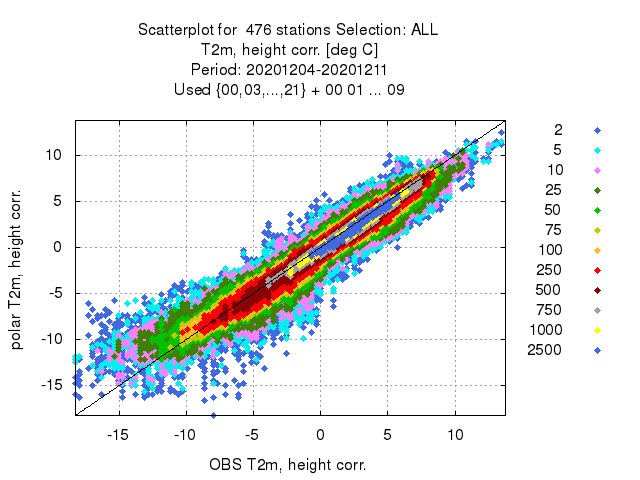 Scatterplot for 476 stations Selection: ALL
T2m, height corr. [deg C]
Period: 20201204-20201211
Used {00,03,...,21} + 00 01 ... 09
polar T2m, height corr.
10
5
0
-5
-10
-15
-15 -10 -5 0 5 10
OBS T2m, height corr.
2
5
10
25
50
75
100
250
500
750
1000
2500